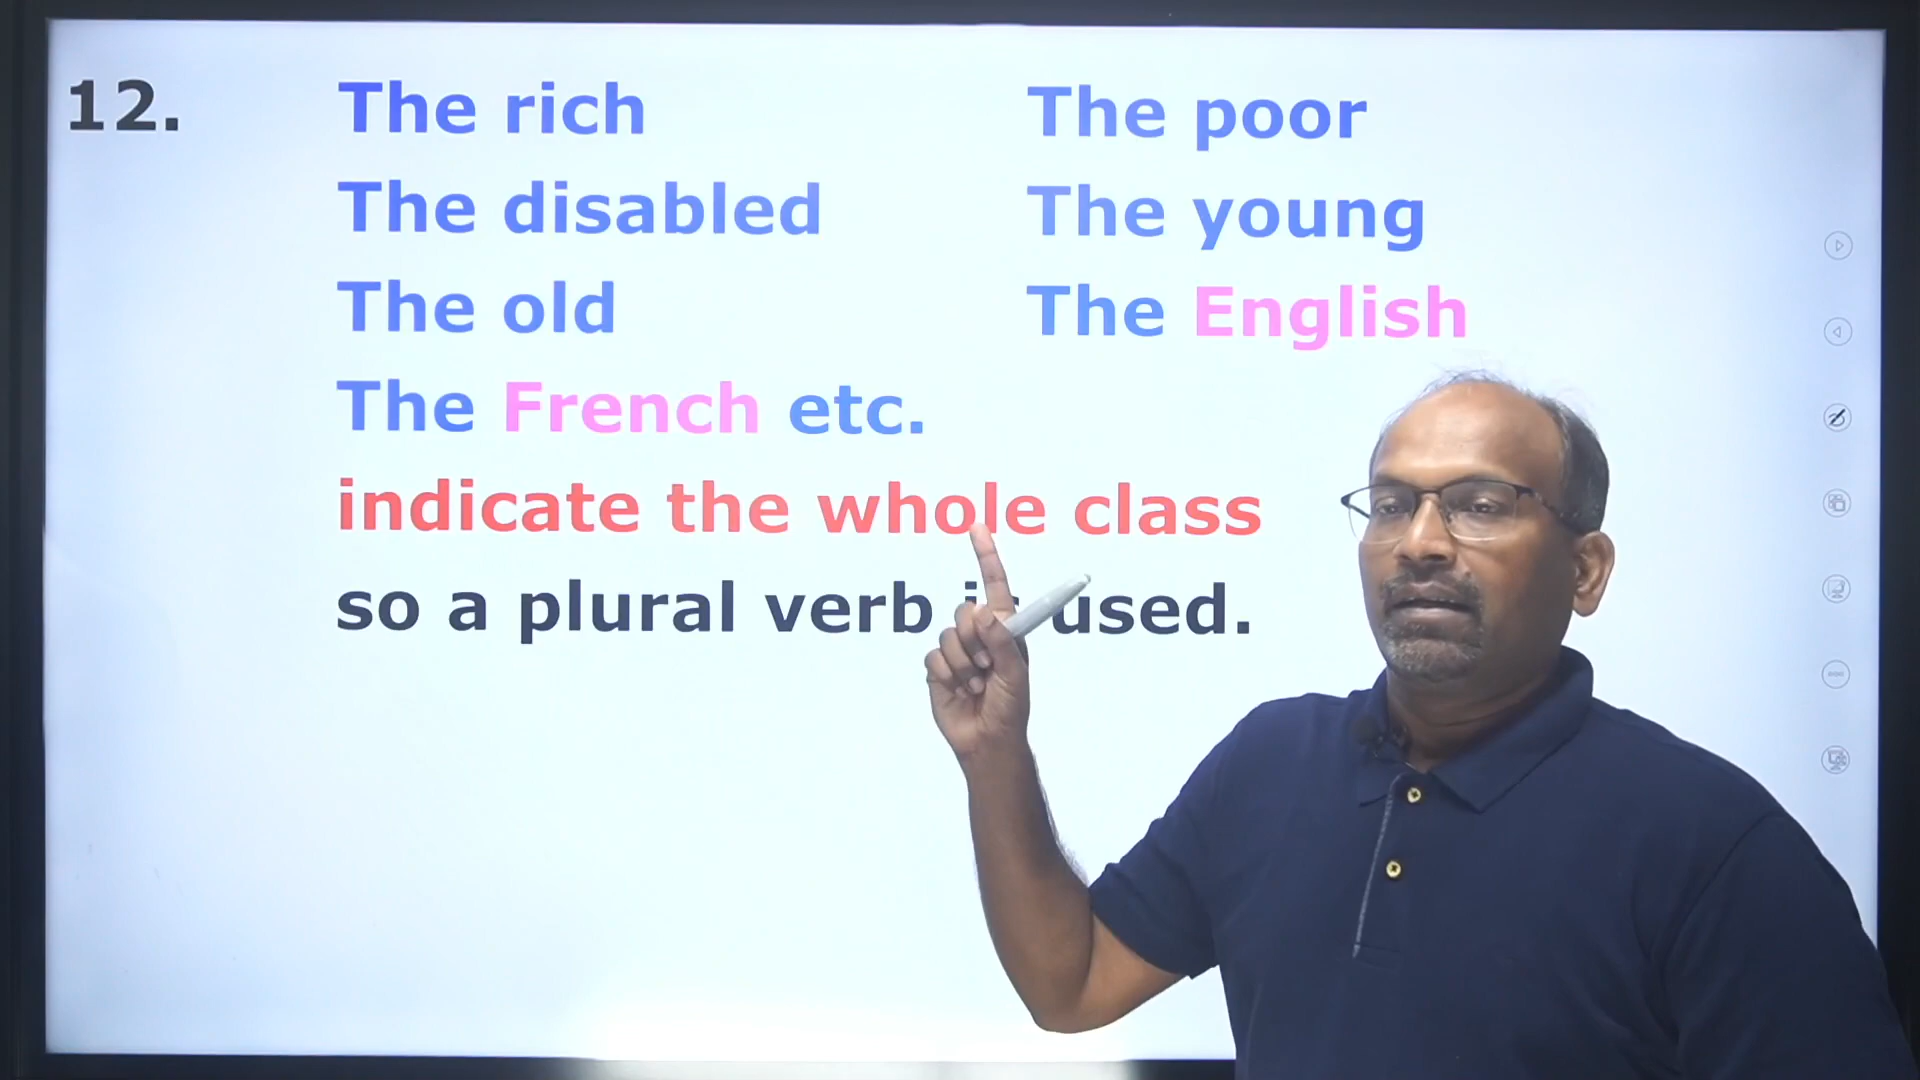 12. The rich The poor
The disabled The young
The old The English
The French etc.
indicate the whole class
so a plural verb is used.